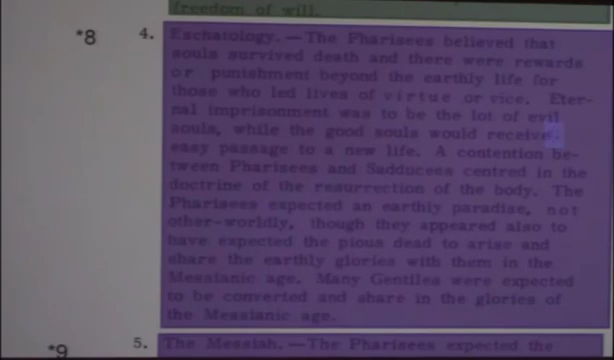 freedom of will.
*8 4. Eschatology.—The Pharisees believed that
souls survived death and there were rewards
or punishment beyond the earthly life for
those who led lives of virtue or vice. Eter-
nal imprisonment was to be the lot of evil
souls, while the good souls would receive
easy passage to a new life. A contention be-
tween Pharisees and Sadducees centred in the
doctrine of the resurrection of the body. The
Pharisees expected an earthly paradise, not
other-worldly, though they appeared also to
have expected the pious dead to arise and
share the earthly glories with them in the
Messianic age. Many Gentiles were expected
to be converted and share in the glories of
the Messianic age.
*9 5. The Messiah.—The Pharisees expected the